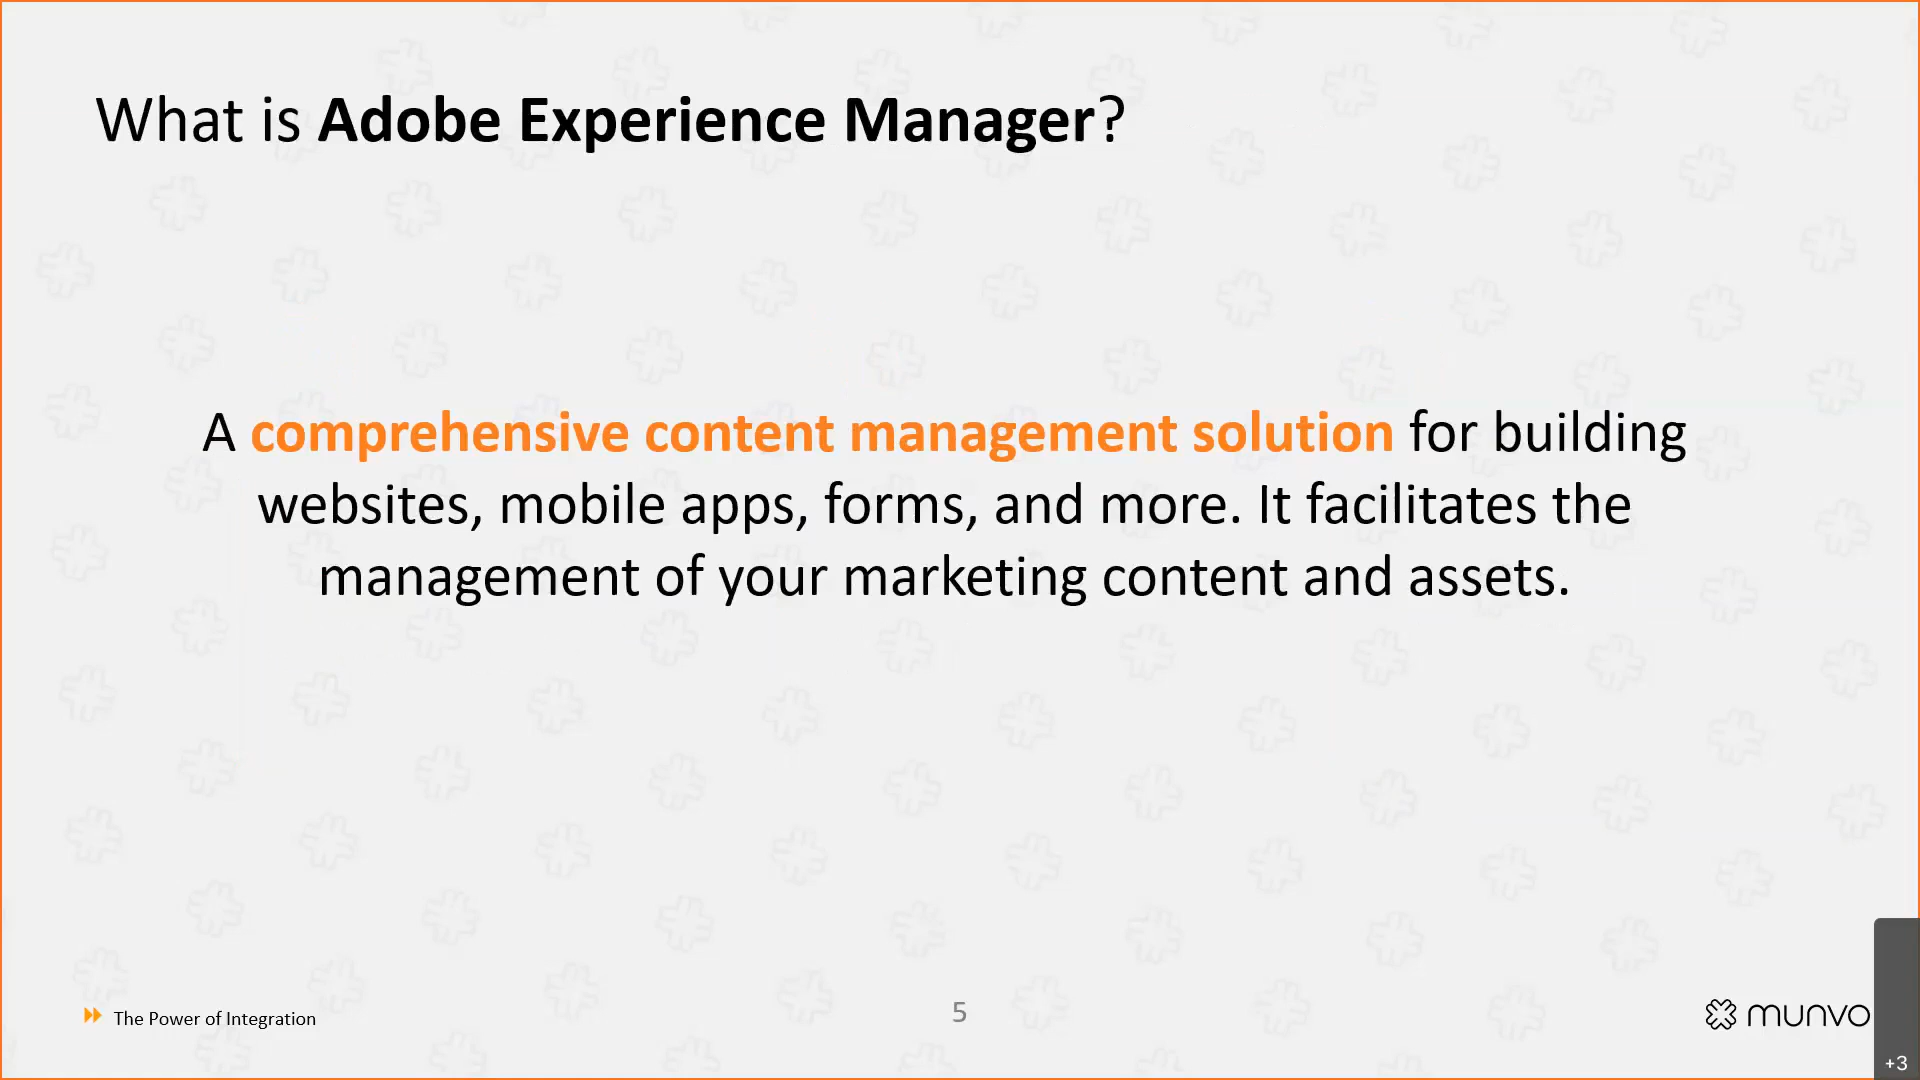 What is Adobe Experience Manager?
A comprehensive content management solution for building
websites, mobile apps, forms, and more. It facilitates the
management of your marketing content and assets.
The Power of Integration
5
munvo
+3